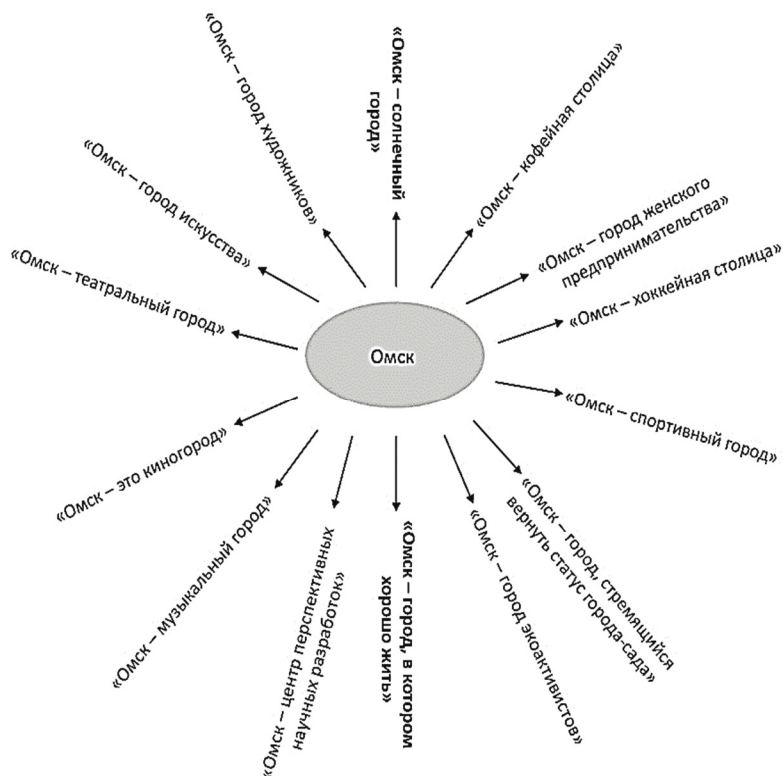 «Омск – солнечный
город»
«Омск – кофейная столица»
«Омск – город женского
предпринимательства»
«Омск – хоккейная столица»
«Омск – спортивный город»
«Омск – город, стремящийся
вернуть статус города-сада»
«Омск – город экоактивистов»
«Омск – город, в котором
хорошо жить»
«Омск – центр перспективных
научных разработок»
«Омск – музыкальный город»
«Омск – это киногород»
«Омск – театральный город»
«Омск – город искусства»
«Омск – город художников»
Омск